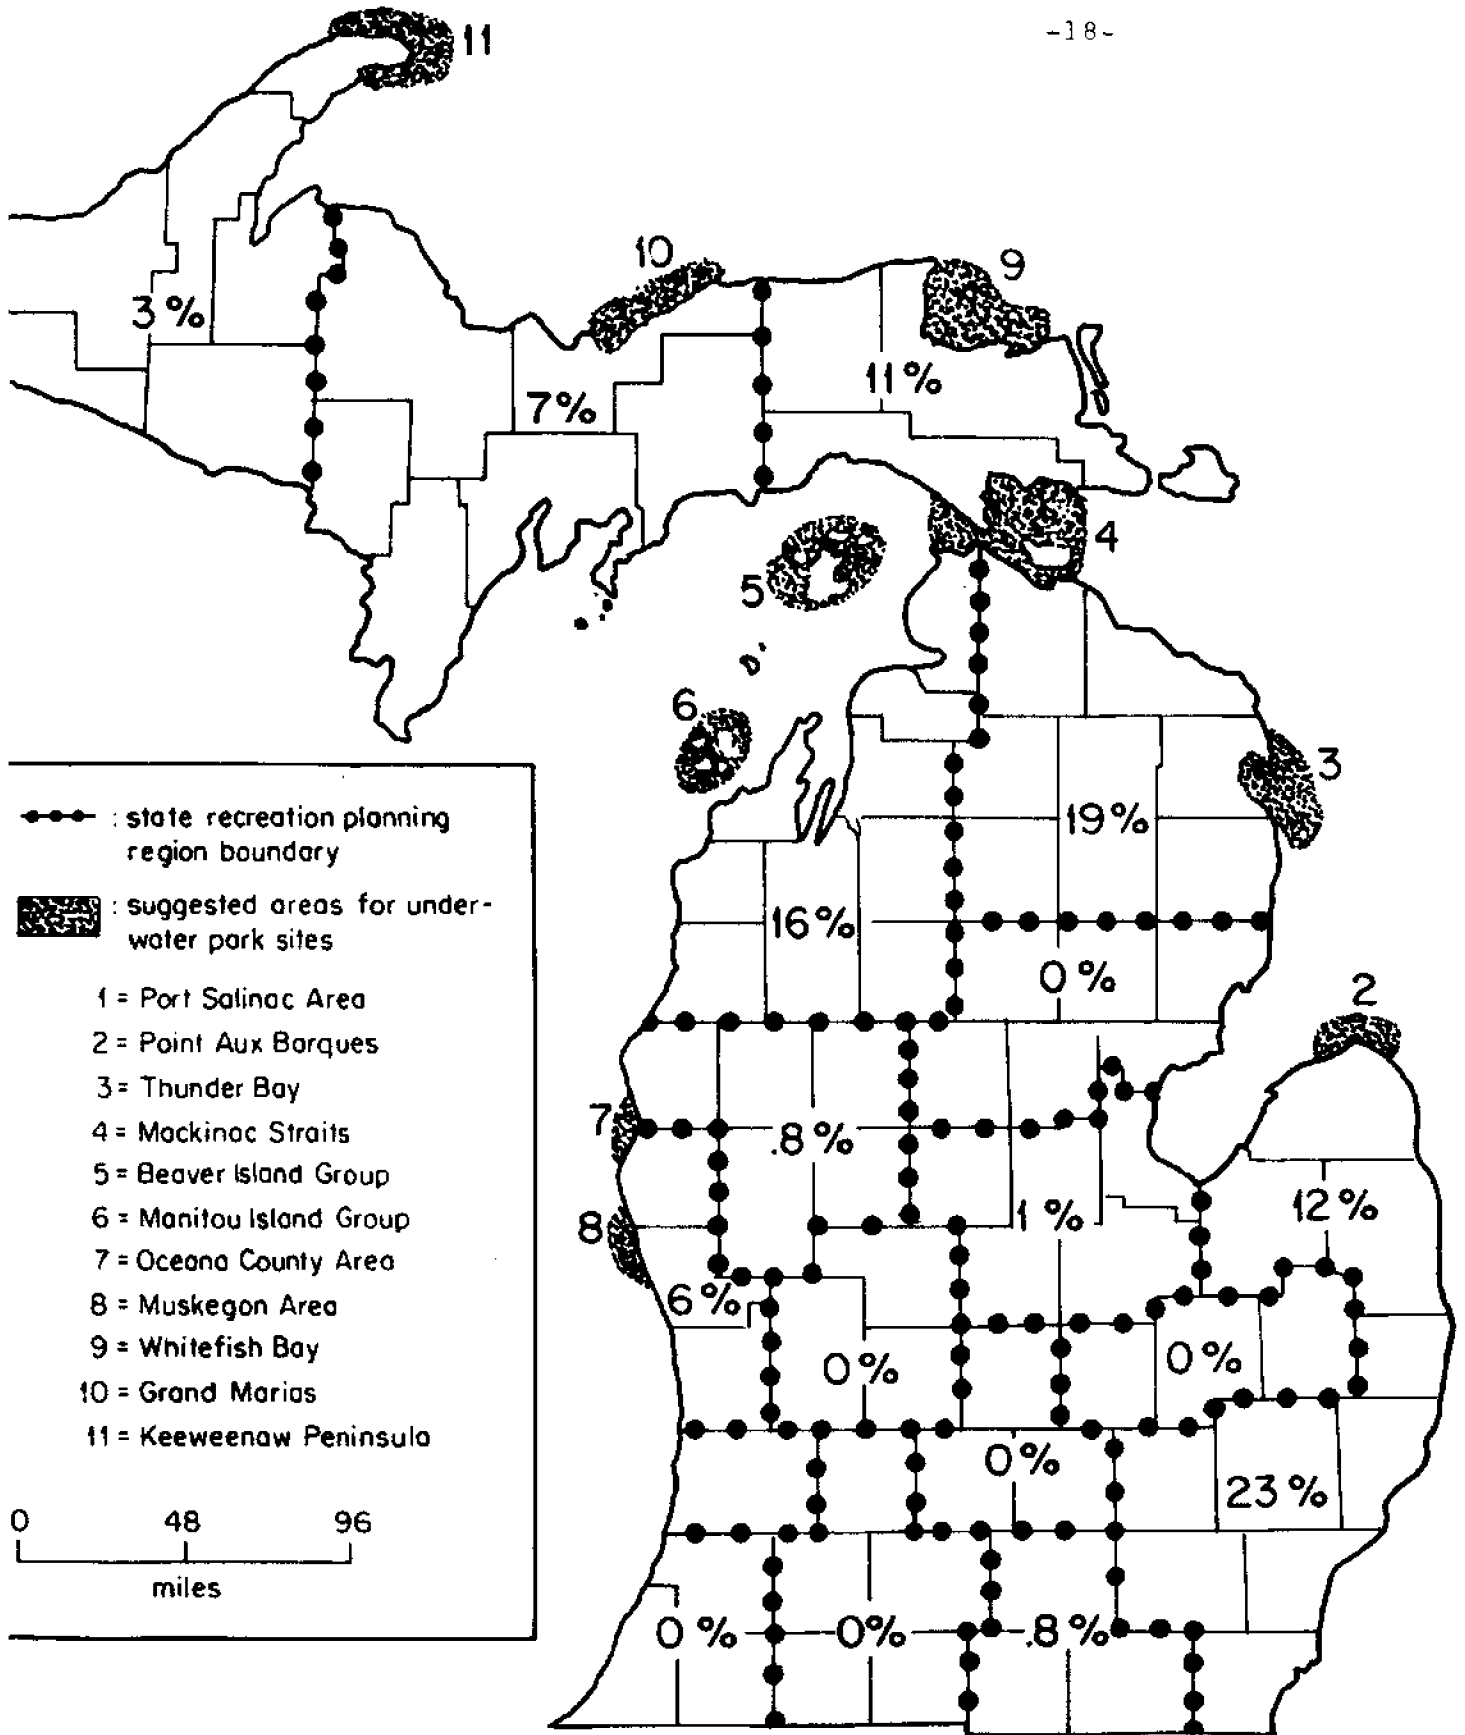 -18-
11
10
9
3%
11%
7%
4
5
6
3
19%
16%
0%
2
7
.8%
8
1%
12%
6%
0%
0%
0%
23%
0%
0%
.8%
: state recreation planning
region boundary
: suggested areas for under-
water park sites
1 = Port Salinac Area
2 = Point Aux Barques
3 = Thunder Bay
4 = Mackinac Straits
5 = Beaver Island Group
6 = Manitou Island Group
7 = Oceana County Area
8 = Muskegon Area
9 = Whitefish Bay
10 = Grand Marias
11 = Keeweenaw Peninsula
0 48 96
miles